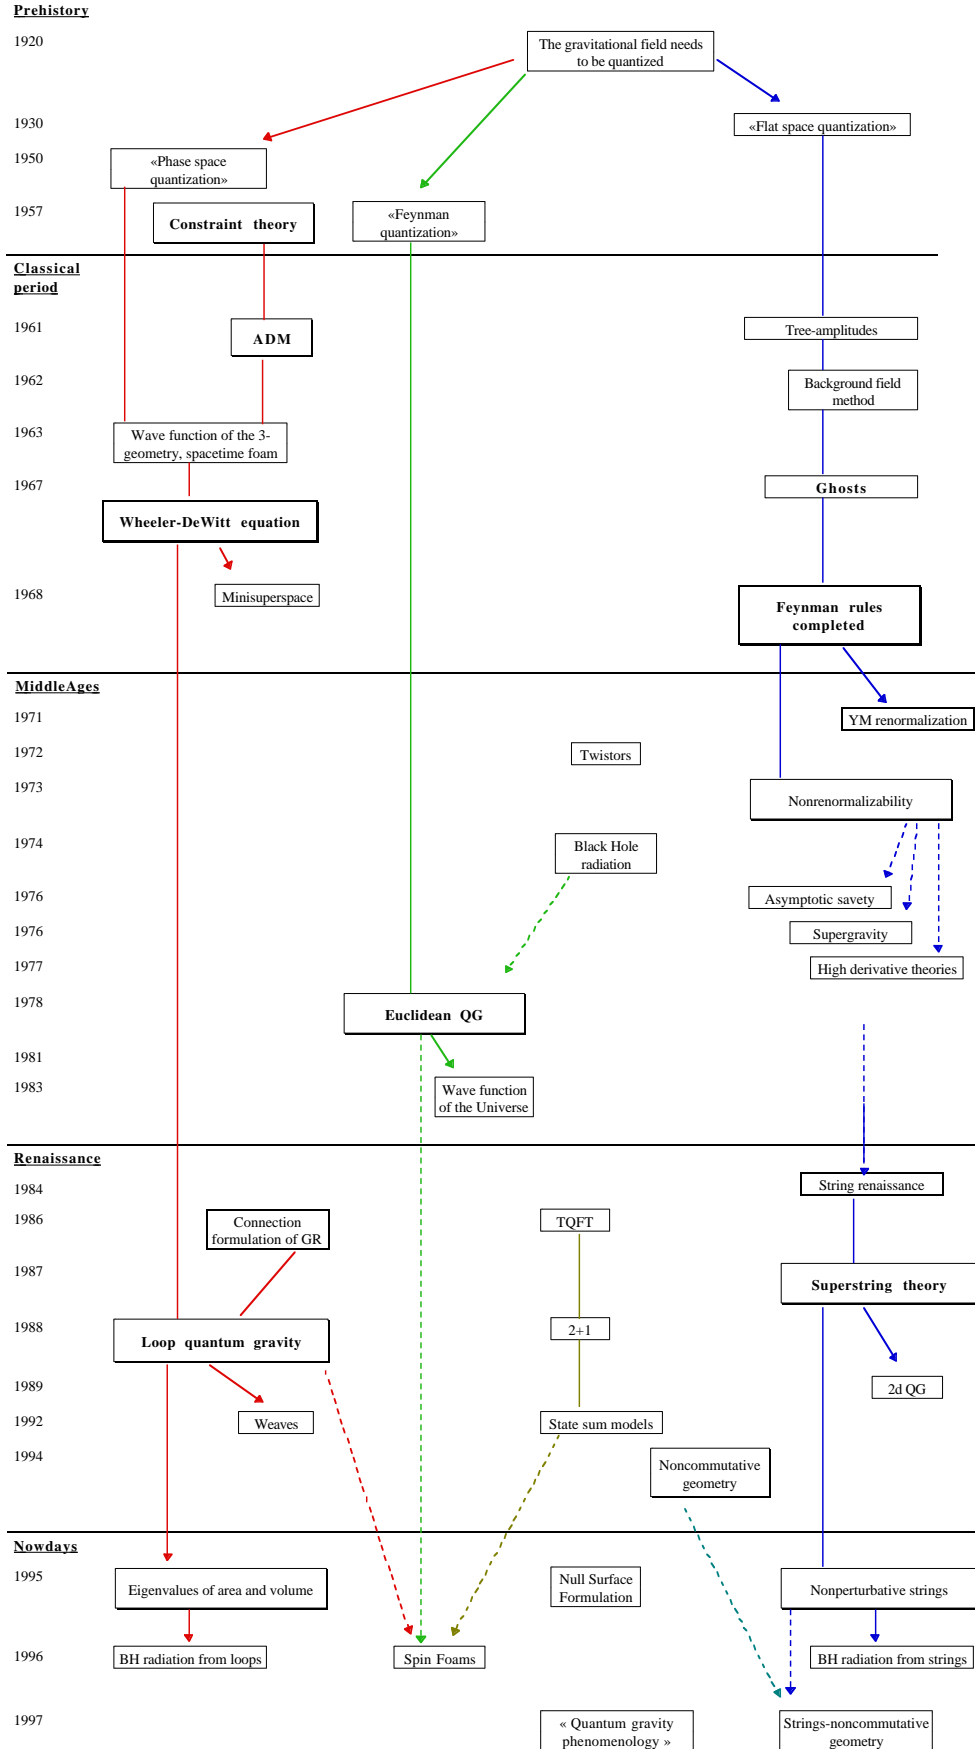 Prehistory
1920
The gravitational field needs
to be quantized
1930
«Flat space quantization»
1950
«Phase space
quantization»
1957
Constraint theory
«Feynman
quantization»
Classical
period
1961
ADM
Tree-amplitudes
1962
Background field
method
1963
Wave function of the 3-
geometry, spacetime foam
1967
Ghosts
Wheeler-DeWitt equation
1968
Minisuperspace
Feynman rules
completed
MiddleAges
1971
YM renormalization
1972
Twistors
1973
Nonrenormalizability
1974
Black Hole
radiation
1976
Asymptotic savety
1976
Supergravity
1977
High derivative theories
1978
Euclidean QG
1981
1983
Wave function
of the Universe
Renaissance
1984
String renaissance
1986
Connection
formulation of GR
TQFT
1987
Superstring theory
1988
Loop quantum gravity
2+1
1989
2d QG
1992
Weaves
State sum models
1994
Noncommutative
geometry
Nowdays
1995
Eigenvalues of area and volume
Null Surface
Formulation
Nonperturbative strings
1996
BH radiation from loops
Spin Foams
BH radiation from strings
1997
« Quantum gravity
phenomenology »
Strings-noncommutative
geometry